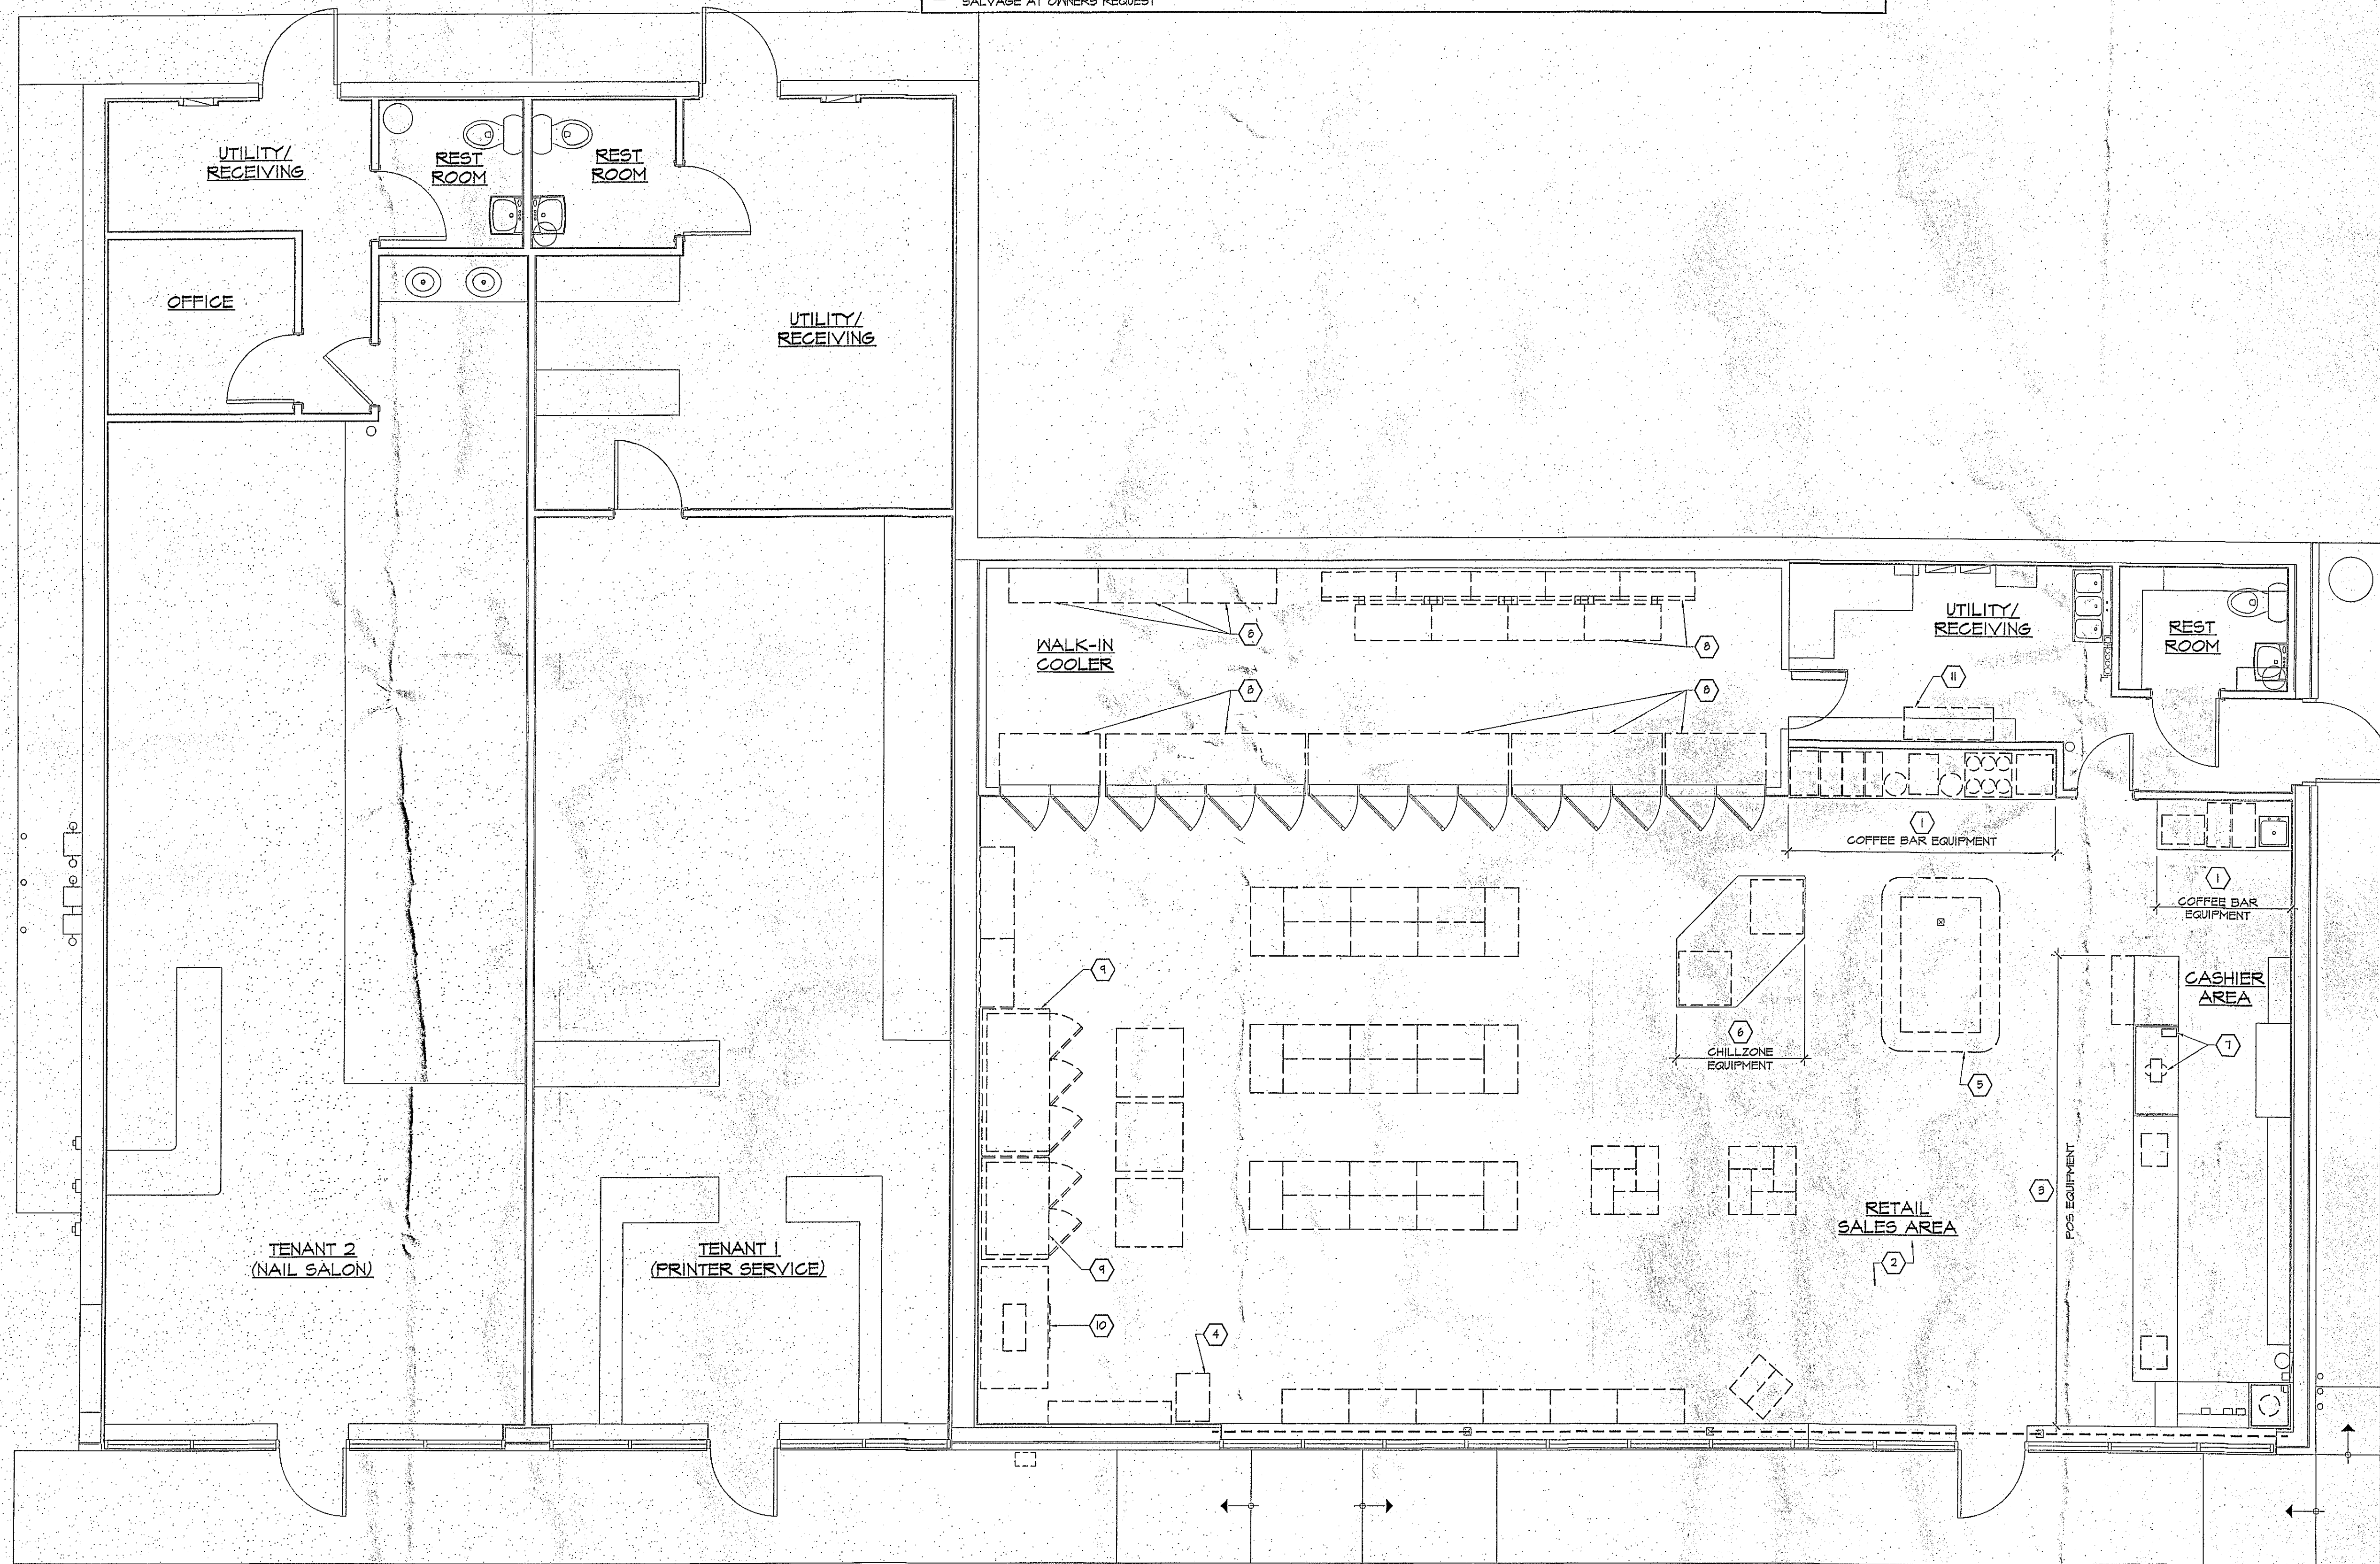 SALVAGE AT OWNERS REQUEST
UTILITY/
RECEIVING
REST
ROOM
REST
ROOM
OFFICE
UTILITY/
RECEIVING
WALK-IN
COOLER
8
8
8
8
UTILITY/
RECEIVING
REST
ROOM
11
1
COFFEE BAR EQUIPMENT
1
COFFEE BAR
EQUIPMENT
9
CASHIER
AREA
6
CHILLZONE
EQUIPMENT
7
5
3
POS EQUIPMENT
RETAIL
SALES AREA
2
TENANT 2
(NAIL SALON)
TENANT 1
(PRINTER SERVICE)
9
10
4